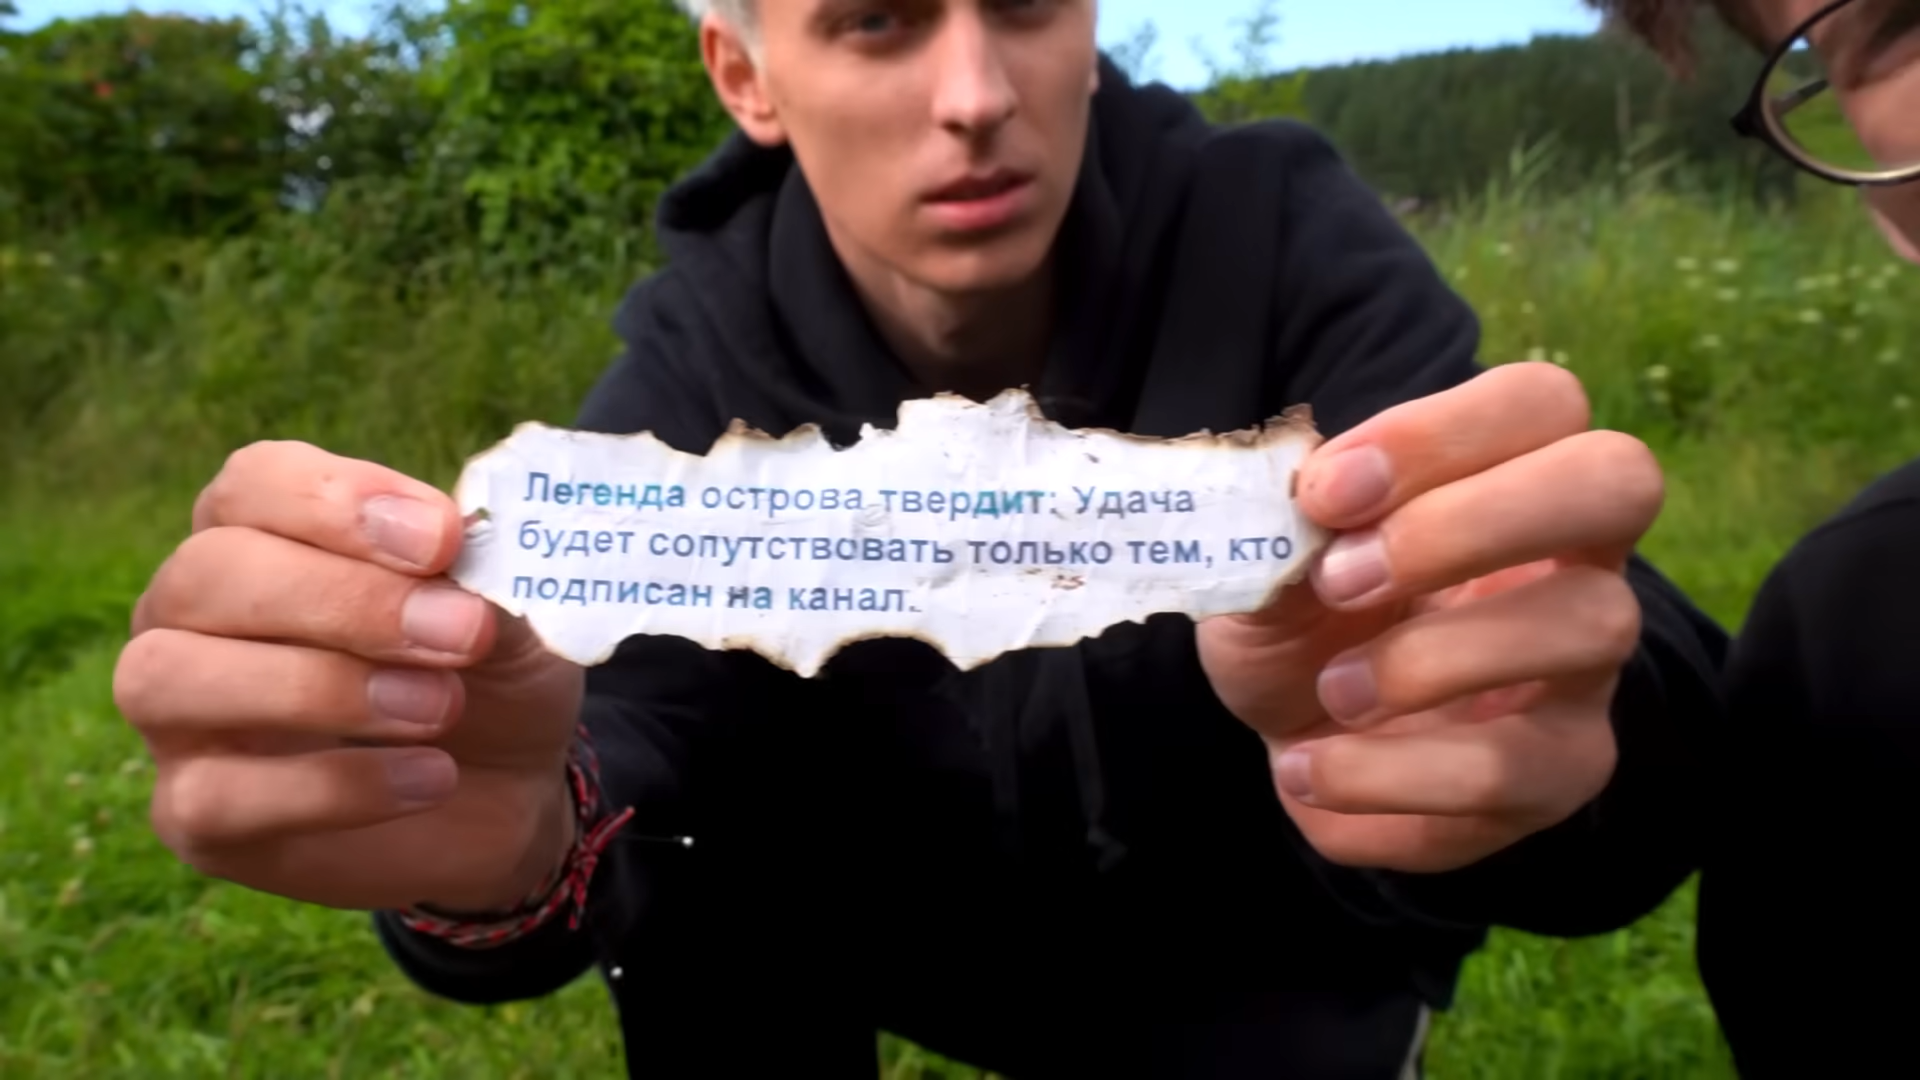 Легенда острова твердит: Удача
будет сопутствовать только тем, кто
подписан на канал.